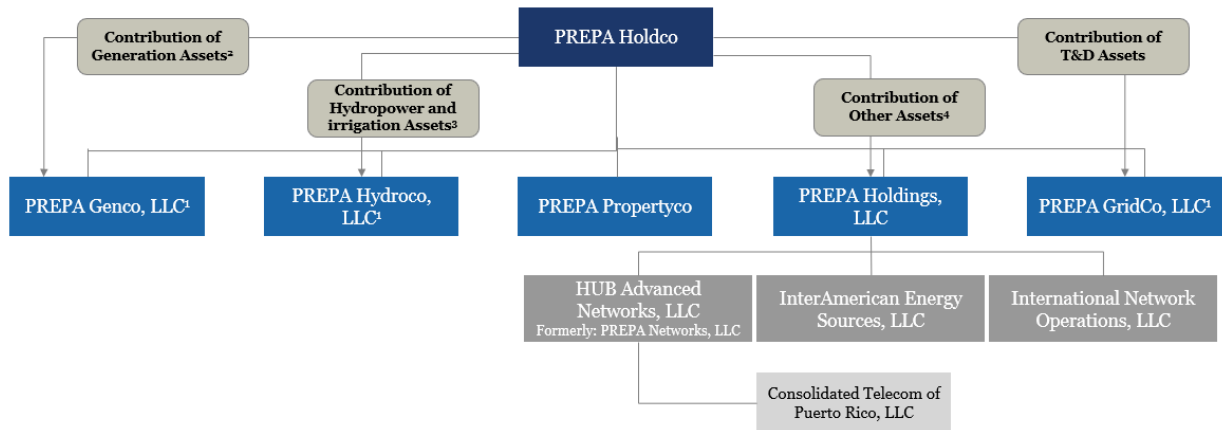 Contribution of
Generation Assets²
PREPA Holdco
Contribution of
T&D Assets
Contribution of
Hydropower and
irrigation Assets³
Contribution of
Other Assets⁴
PREPA Genco, LLC¹
PREPA Hydroco,
LLC¹
PREPA Propertyco
PREPA Holdings,
LLC
PREPA GridCo, LLC¹
HUB Advanced
Networks, LLC
Formerly: PREPA Networks, LLC
InterAmerican Energy
Sources, LLC
International Network
Operations, LLC
Consolidated Telecom of
Puerto Rico, LLC